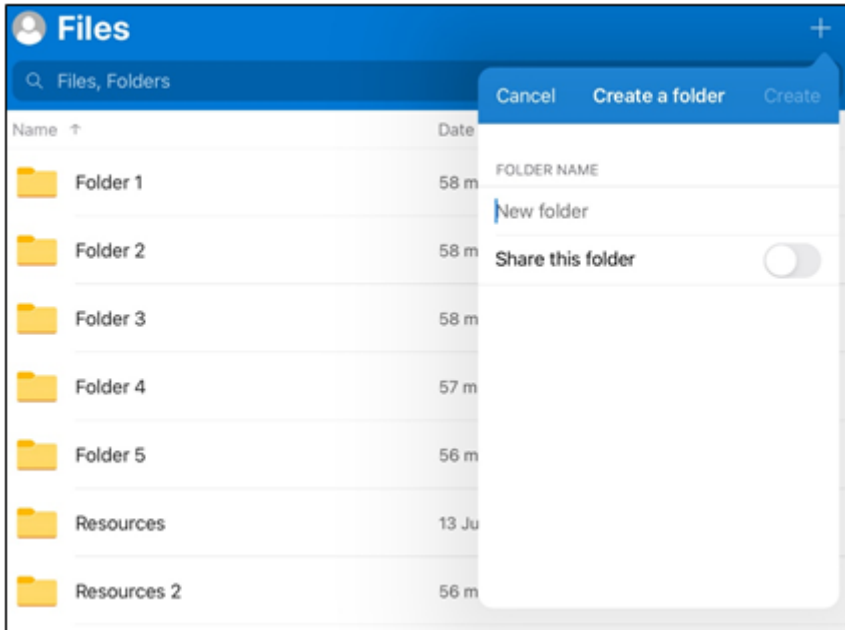 Files
Files, Folders
Name ↑
Date
Folder 1
58 m
Folder 2
58 m
Folder 3
58 m
Folder 4
57 m
Folder 5
56 m
Resources
13 Ju
Resources 2
56 m
Cancel Create a folder Create
FOLDER NAME
New folder
Share this folder